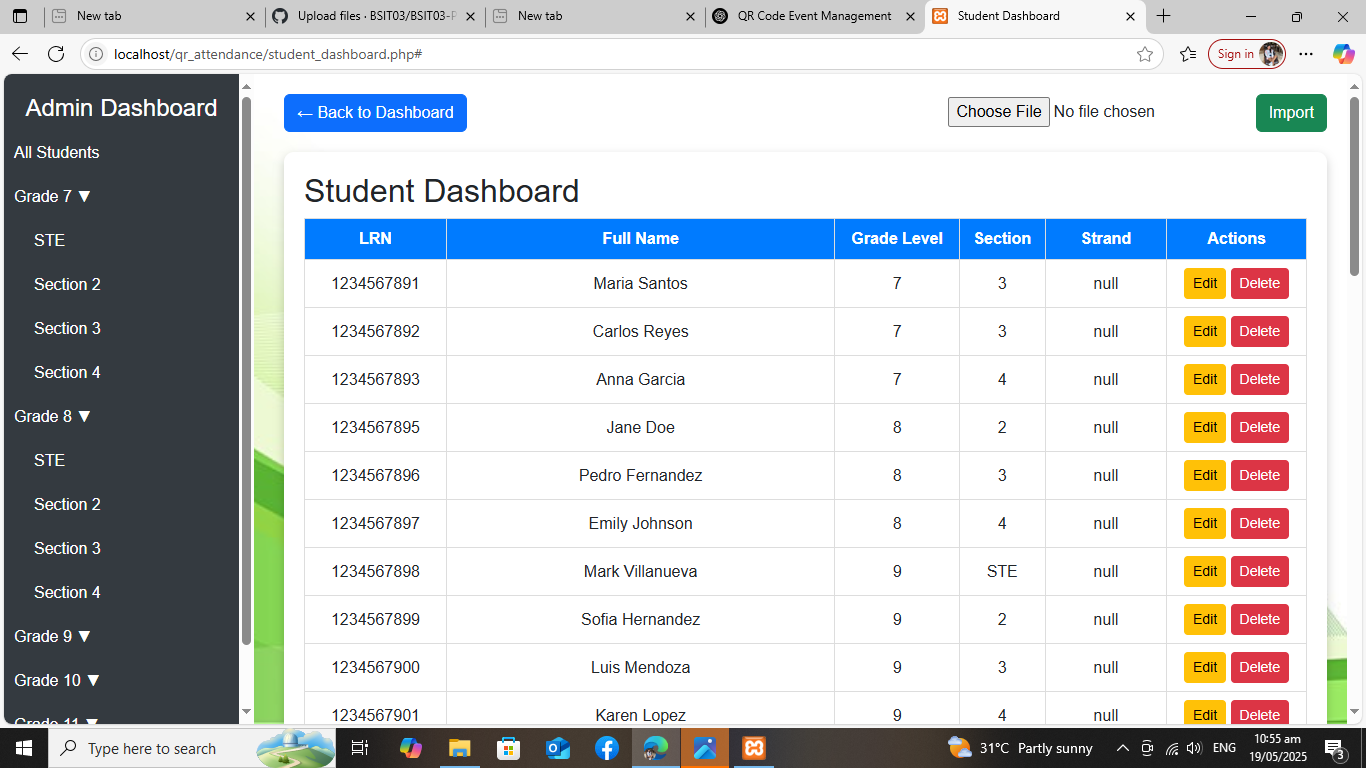 New tab
Upload files · BSIT03/BSIT03-P
New tab
QR Code Event Management
Student Dashboard
localhost/qr_attendance/student_dashboard.php#
Sign in
Admin Dashboard
All Students
Grade 7 ▼
STE
Section 2
Section 3
Section 4
Grade 8 ▼
STE
Section 2
Section 3
Section 4
Grade 9 ▼
Grade 10 ▼
Grade 11 ▼
← Back to Dashboard
Choose File No file chosen
Import
Student Dashboard
LRN Full Name Grade Level Section Strand Actions
1234567891 Maria Santos 7 3 null Edit Delete
1234567892 Carlos Reyes 7 3 null Edit Delete
1234567893 Anna Garcia 7 4 null Edit Delete
1234567895 Jane Doe 8 2 null Edit Delete
1234567896 Pedro Fernandez 8 3 null Edit Delete
1234567897 Emily Johnson 8 4 null Edit Delete
1234567898 Mark Villanueva 9 STE null Edit Delete
1234567899 Sofia Hernandez 9 2 null Edit Delete
1234567900 Luis Mendoza 9 3 null Edit Delete
1234567901 Karen Lopez 9 4 null Edit Delete
Type here to search
31°C Partly sunny
ENG
10:55 am
19/05/2025
3